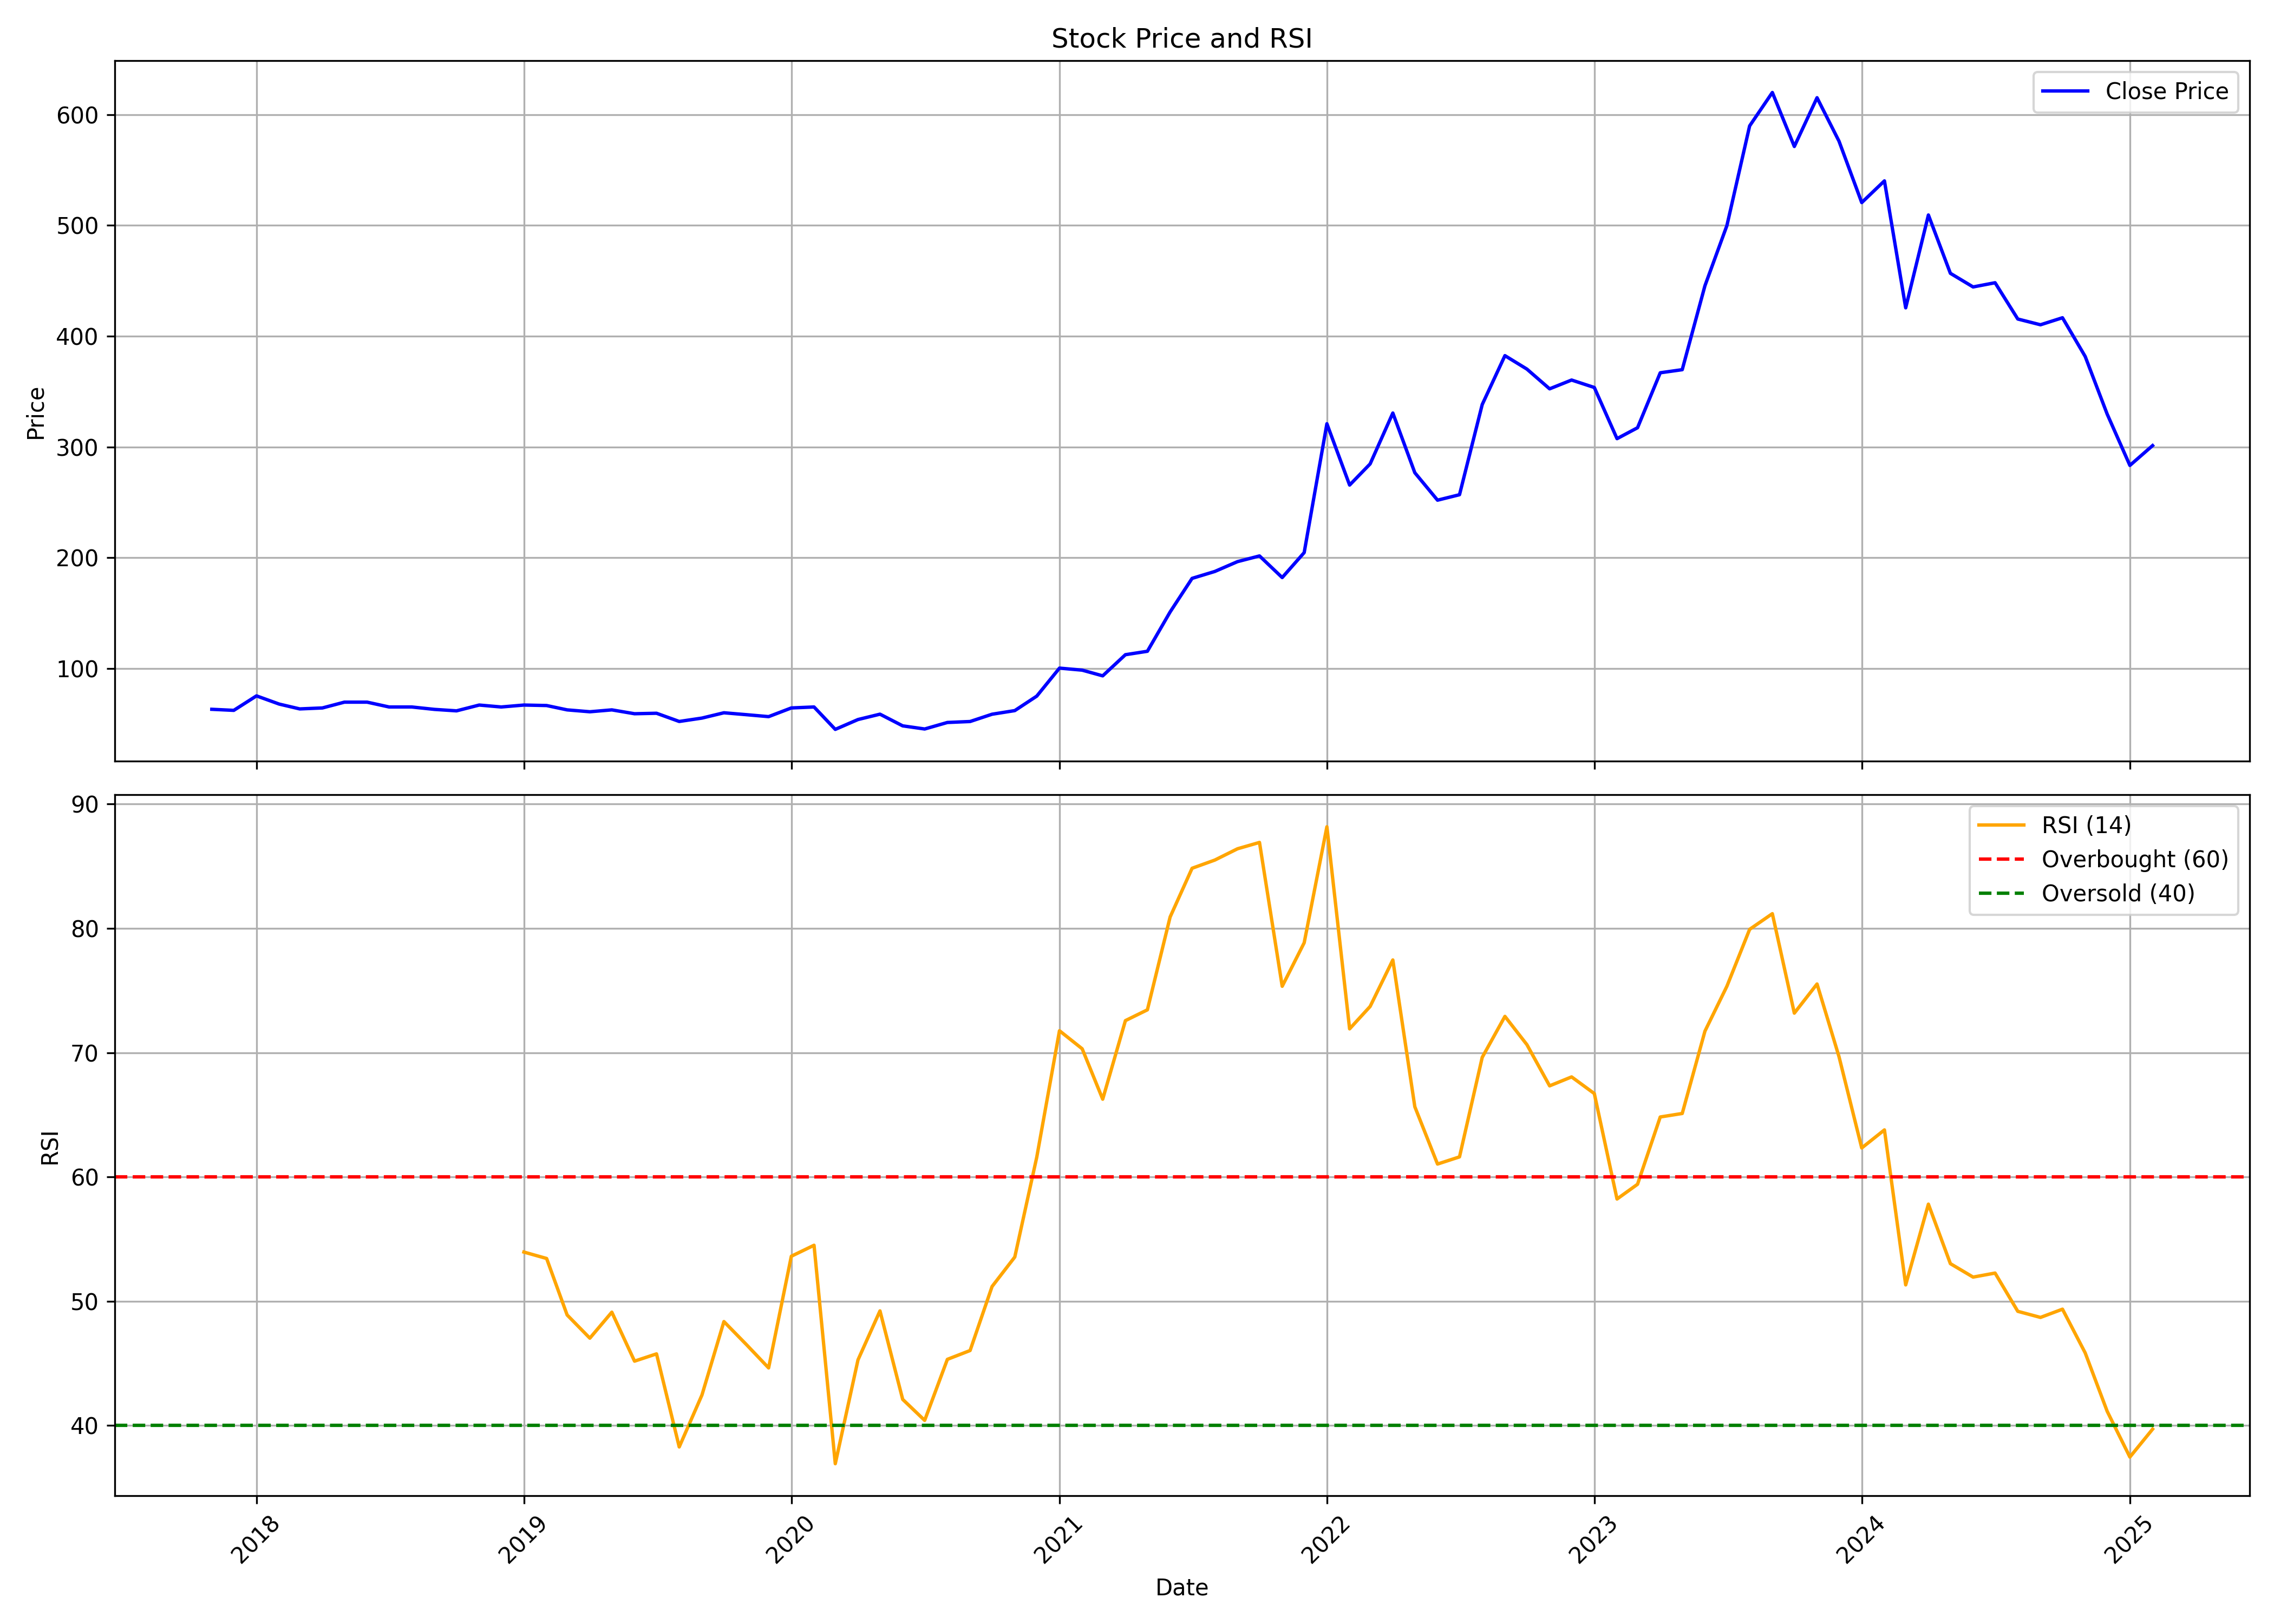 Stock Price and RSI
Close Price
600
500
400
300
200
100
Price
90
80
70
60
50
40
RSI
RSI (14)
Overbought (60)
Oversold (40)
2018
2019
2020
2021
2022
2023
2024
2025
Date